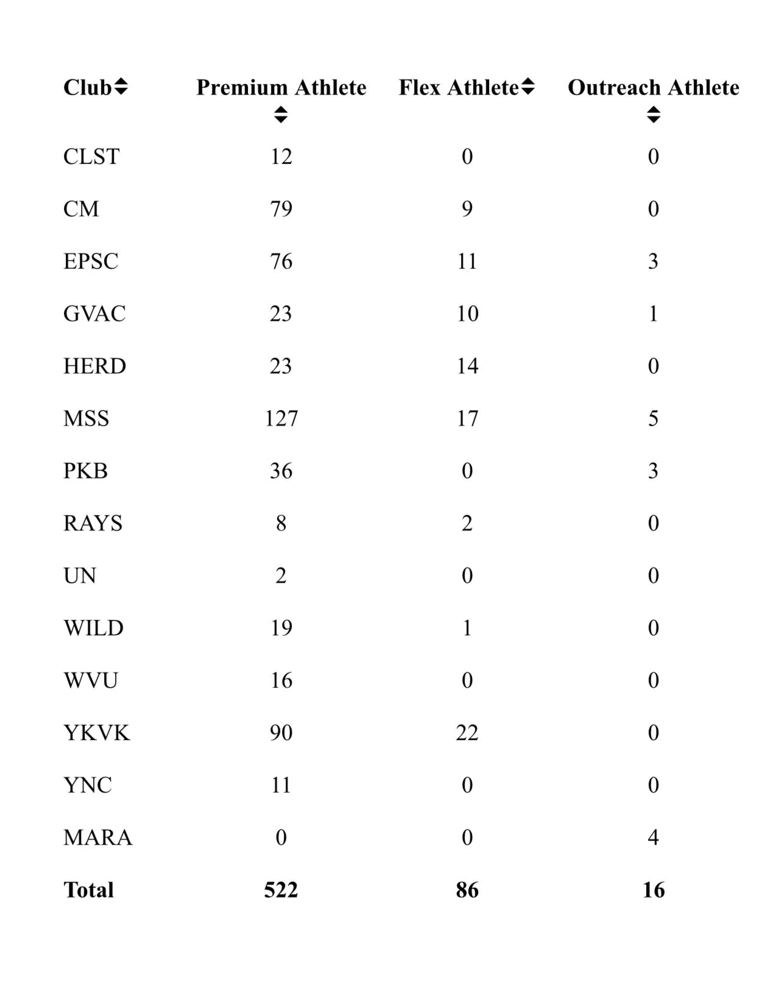 Club Premium Athlete Flex Athlete Outreach Athlete
CLST 12 0 0
CM 79 9 0
EPSC 76 11 3
GVAC 23 10 1
HERD 23 14 0
MSS 127 17 5
PKB 36 0 3
RAYS 8 2 0
UN 2 0 0
WILD 19 1 0
WVU 16 0 0
YKVK 90 22 0
YNC 11 0 0
MARA 0 0 4
Total 522 86 16